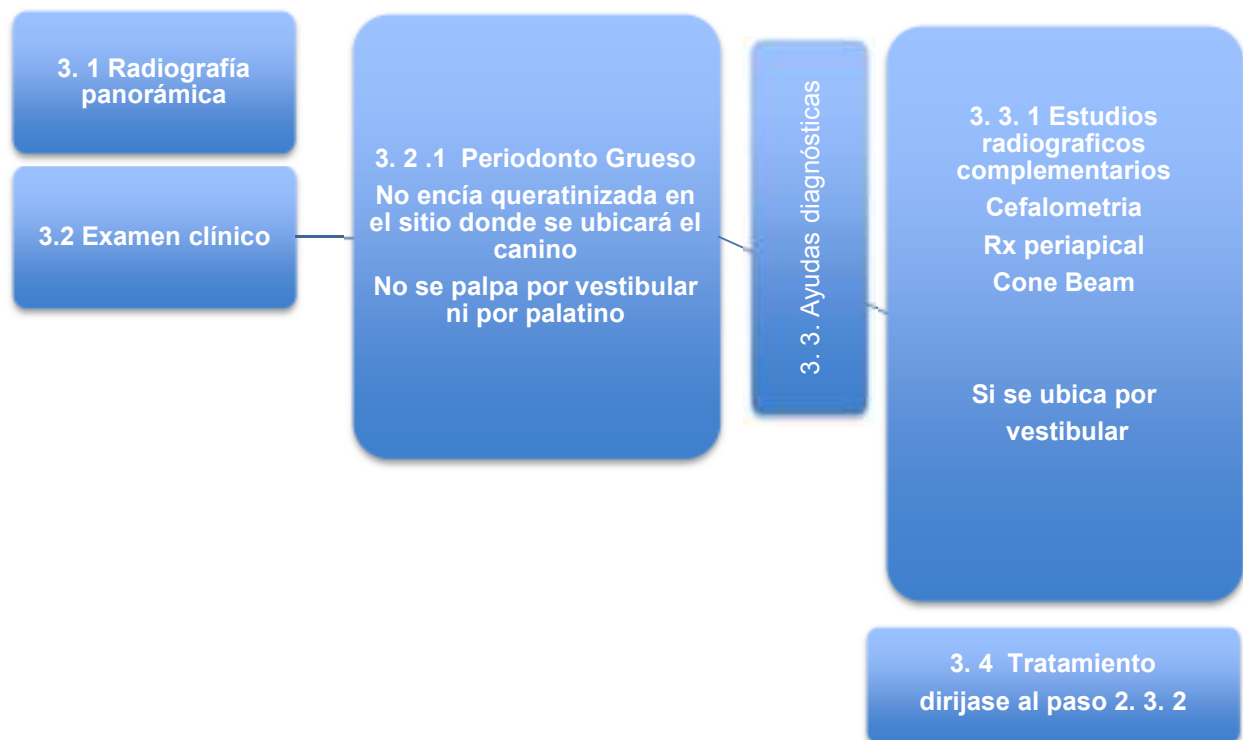 3. 1 Radiografía
panorámica
3.2 Examen clínico
3. 2 .1 Periodonto Grueso
No encía queratinizada en
el sitio donde se ubicará el
canino
No se palpa por vestibular
ni por palatino
3. 3. Ayudas diagnósticas
3. 3. 1 Estudios
radiograficos
complementarios
Cefalometria
Rx periapical
Cone Beam
Si se ubica por
vestibular
3. 4 Tratamiento
dirijase al paso 2. 3. 2